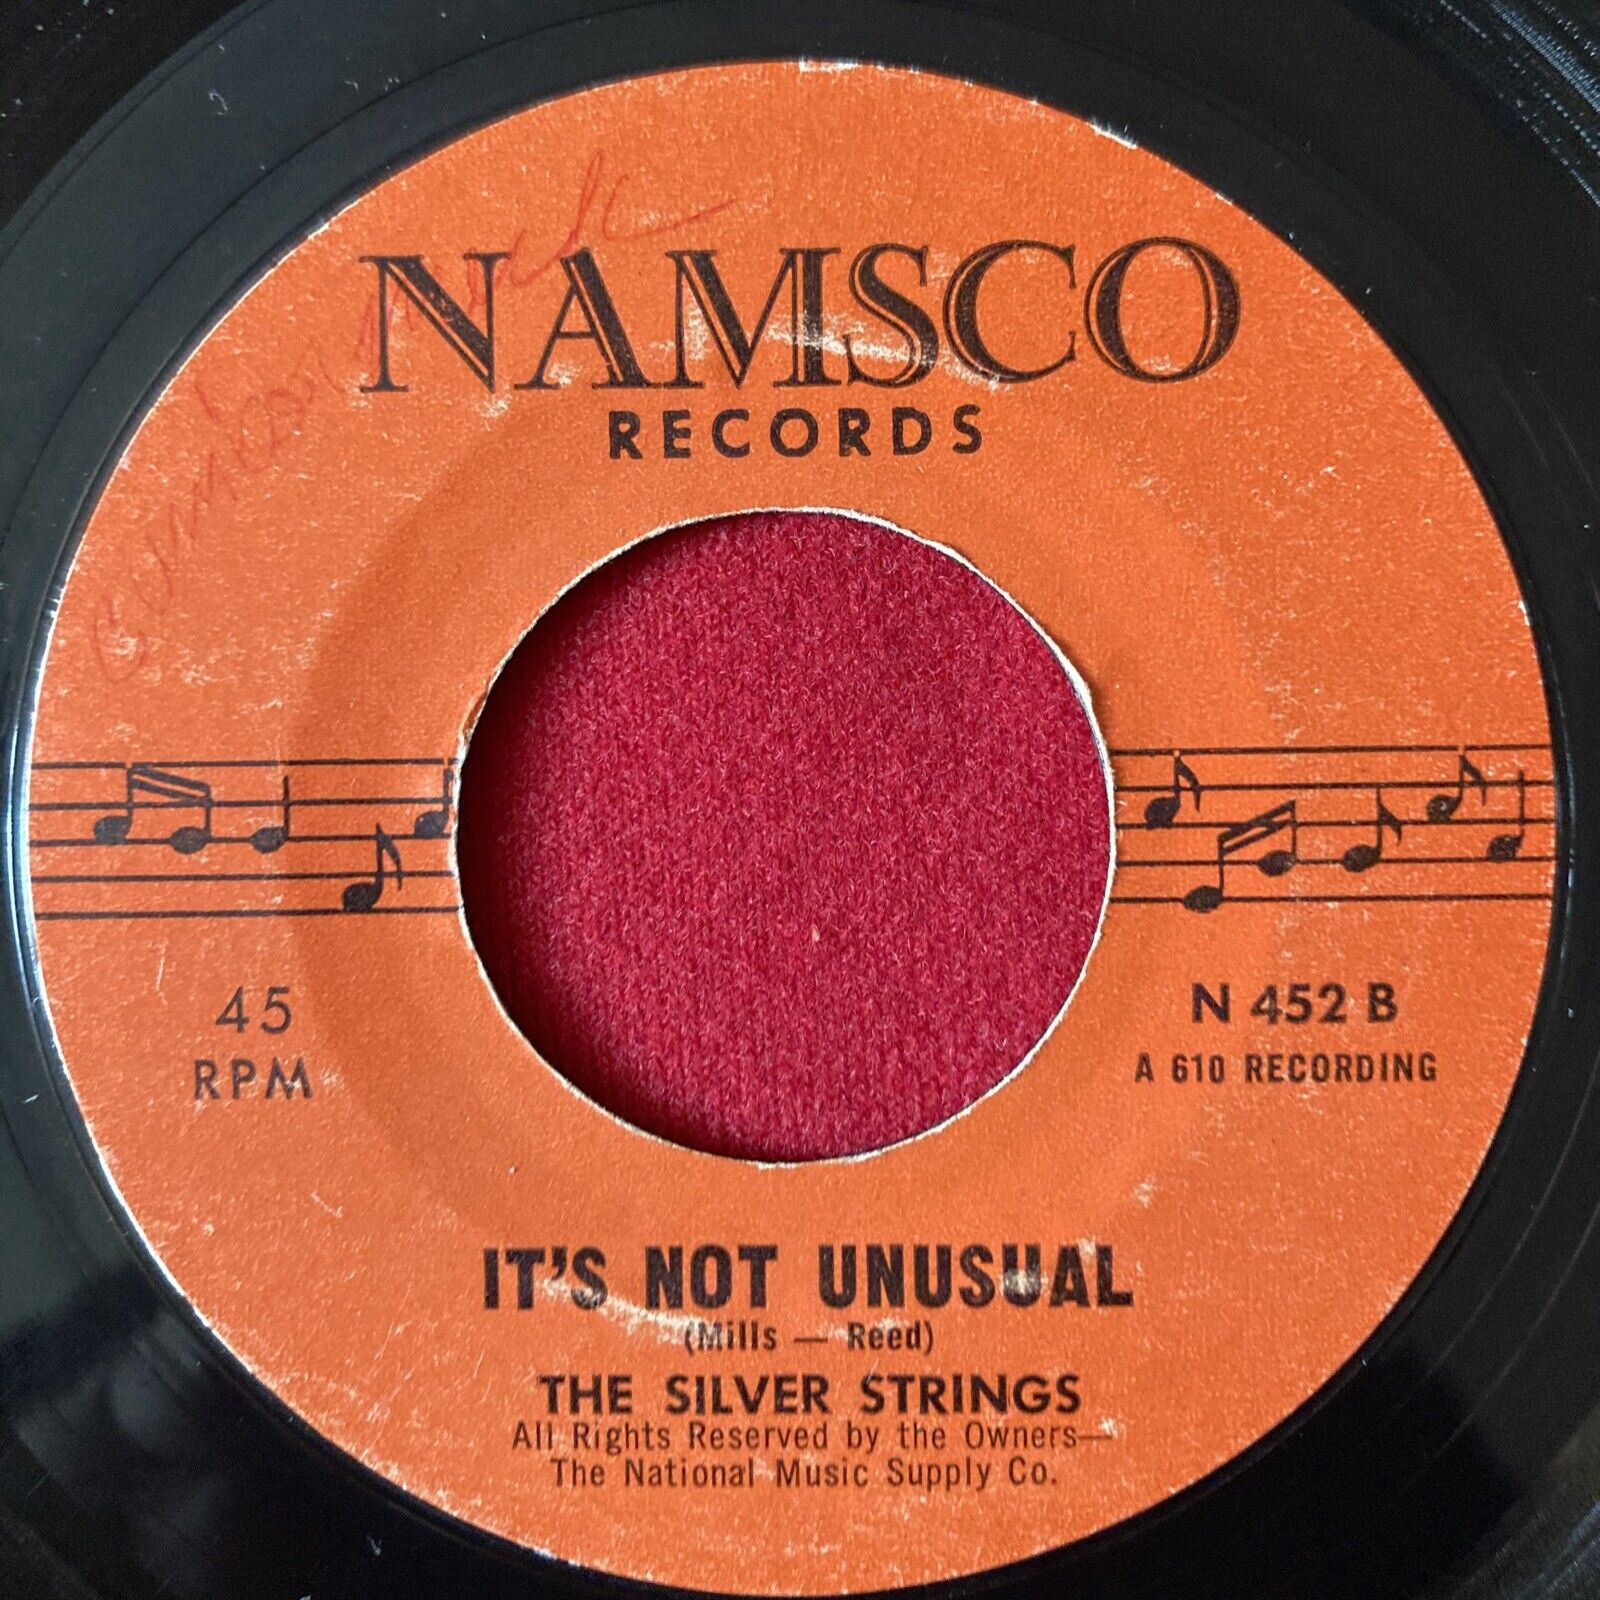 NAMSCO
RECORDS
45
RPM
N 452 B
A 610 RECORDING
IT'S NOT UNUSUAL
(Mills — Reed)
THE SILVER STRINGS
All Rights Reserved by the Owners—
The National Music Supply Co.